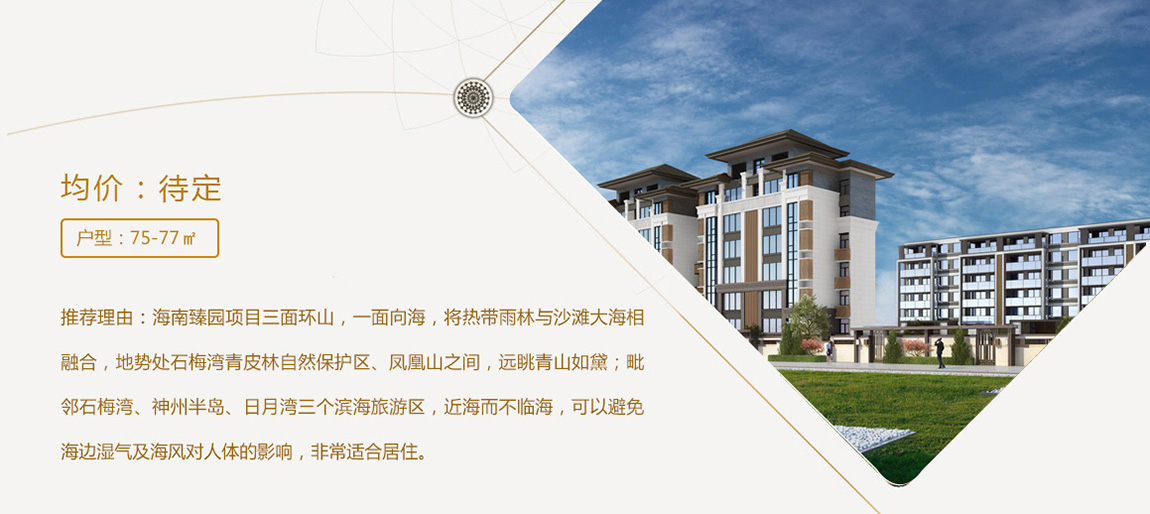 均价：待定
户型：75-77㎡
推荐理由：海南臻园项目三面环山，一面向海，将热带雨林与沙滩大海相
融合，地势处石梅湾青皮林自然保护区、凤凰山之间，远眺青山如黛；毗
邻石梅湾、神州半岛、日月湾三个滨海旅游区，近海而不临海，可以避免
海边湿气及海风对人体的影响，非常适合居住。